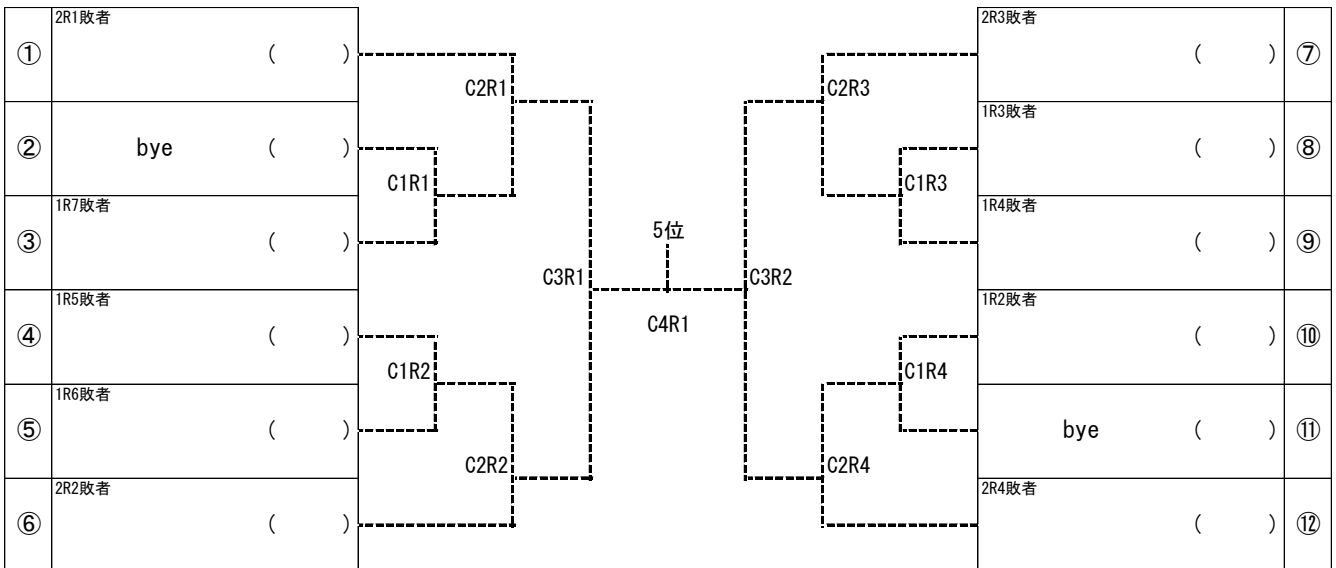 ① 2R1敗者 ( )
② bye ( )
③ 1R7敗者 ( )
④ 1R5敗者 ( )
⑤ 1R6敗者 ( )
⑥ 2R2敗者 ( )
C2R1
C1R1
C3R1
C1R2
C2R2
5位
C4R1
C2R3
C1R3
C3R2
C1R4
C2R4
2R3敗者 ( ) ⑦
1R3敗者 ( ) ⑧
1R4敗者 ( ) ⑨
1R2敗者 ( ) ⑩
bye ( ) ⑪
2R4敗者 ( ) ⑫